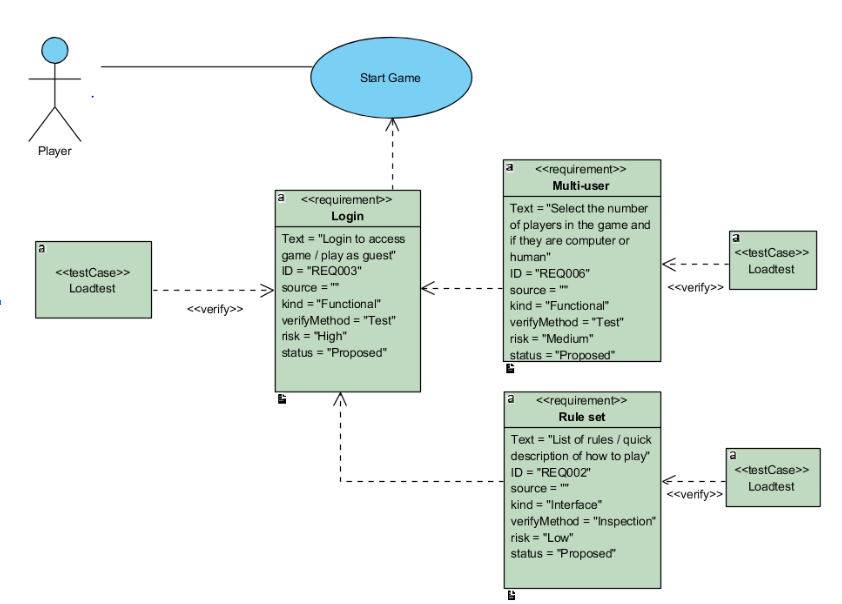 Start Game
Player
a
<<requirement>>
Login
Text = "Login to access
game / play as guest"
ID = "REQ003"
source = ""
kind = "Functional"
verifyMethod = "Test"
risk = "High"
status = "Proposed"
a
<<requirement>>
Multi-user
Text = "Select the number
of players in the game and
if they are computer or
human"
ID = "REQ006"
source = ""
kind = "Functional"
verifyMethod = "Test"
risk = "Medium"
status = "Proposed"
a
<<testCase>>
Loadtest
<<verify>>
a
<<testCase>>
Loadtest
<<verify>>
a
<<requirement>>
Rule set
Text = "List of rules / quick
description of how to play"
ID = "REQ002"
source = ""
kind = "Interface"
verifyMethod = "Inspection"
risk = "Low"
status = "Proposed"
a
<<testCase>>
Loadtest
<<verify>>